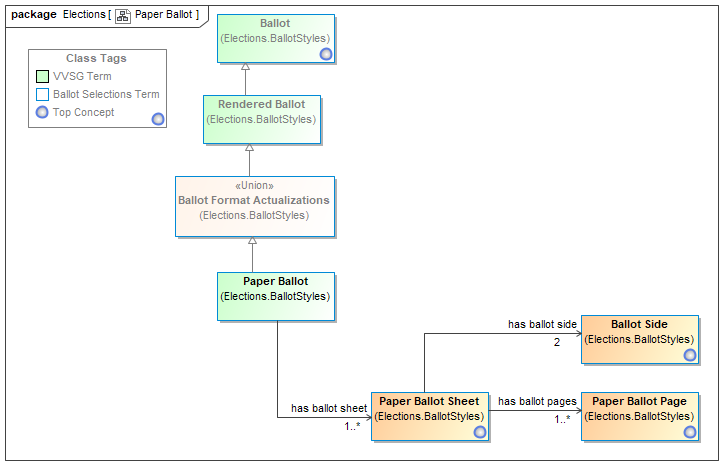 package Elections [ Paper Ballot ]
Ballot
(Elections.BallotStyles)
Class Tags
VVSG Term
Ballot Selections Term
Top Concept
Rendered Ballot
(Elections.BallotStyles)
«Union»
Ballot Format Actualizations
(Elections.BallotStyles)
Paper Ballot
(Elections.BallotStyles)
has ballot side
2
Ballot Side
(Elections.BallotStyles)
has ballot sheet
1..*
Paper Ballot Sheet
(Elections.BallotStyles)
has ballot pages
1..*
Paper Ballot Page
(Elections.BallotStyles)